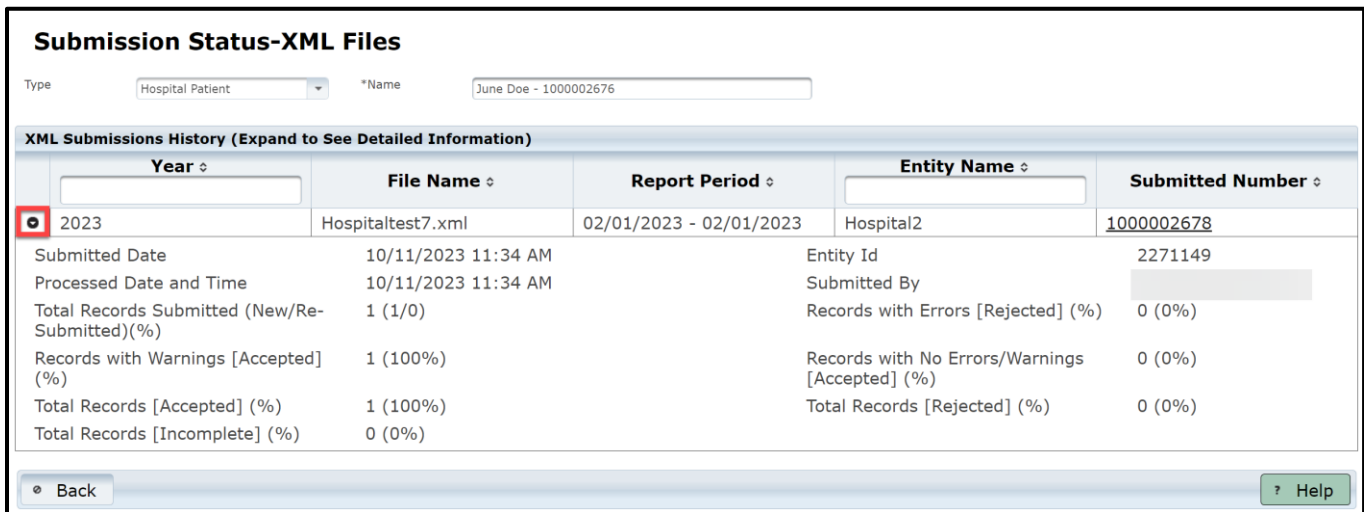 Submission Status-XML Files
Type Hospital Patient *Name June Doe - 1000002676
XML Submissions History (Expand to See Detailed Information)
Year File Name Report Period Entity Name Submitted Number
2023 Hospitaltest7.xml 02/01/2023 - 02/01/2023 Hospital2 1000002678
Submitted Date 10/11/2023 11:34 AM Entity Id 2271149
Processed Date and Time 10/11/2023 11:34 AM Submitted By
Total Records Submitted (New/Re- 1 (1/0) Records with Errors [Rejected] (%) 0 (0%)
Submitted)(%)
Records with Warnings [Accepted] 1 (100%) Records with No Errors/Warnings 0 (0%)
(%) [Accepted] (%)
Total Records [Accepted] (%) 1 (100%) Total Records [Rejected] (%) 0 (0%)
Total Records [Incomplete] (%) 0 (0%)
Back ? Help